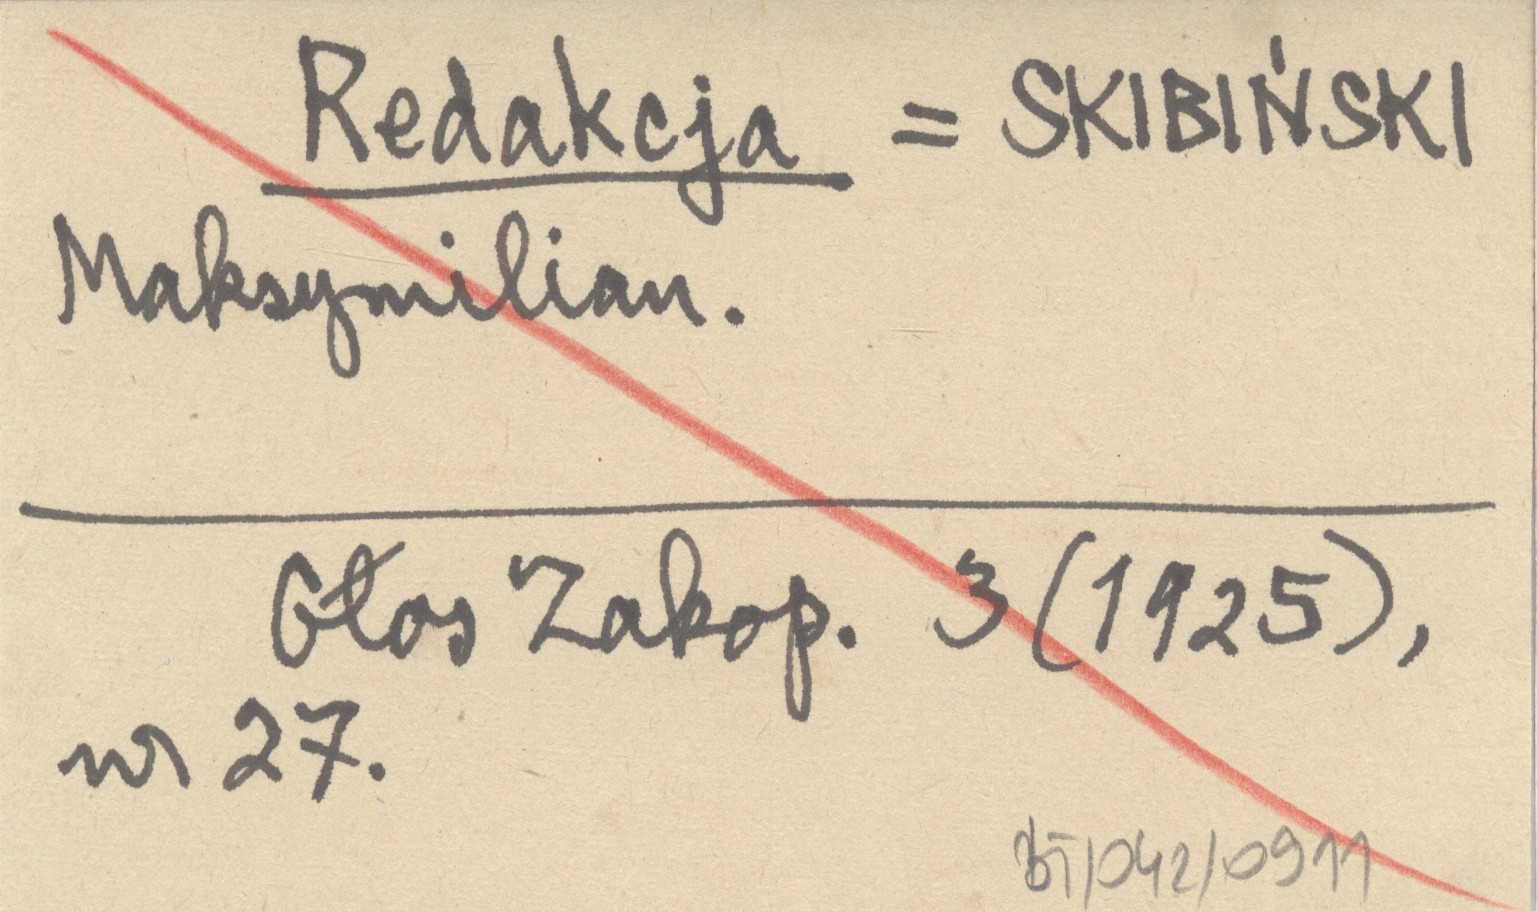 Redakcja = SKIBIŃSKI
Maksymilian.
Głos Zakop. 3 (1925),
nr 27.
bT/042/0911